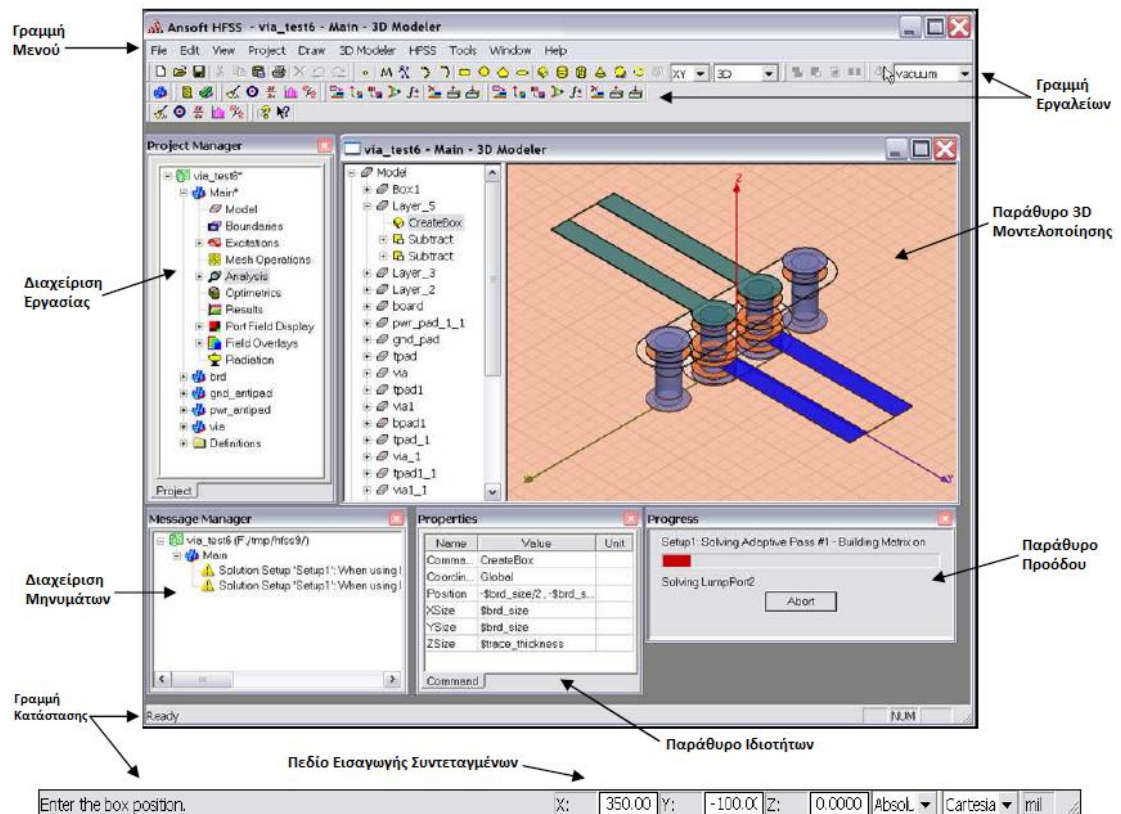 Ansoft HFSS - via_test6 - Main - 3D Modeler
Γραμμή
Μενού
File Edit View Project Draw 3D Modeler HFSS Tools Window Help
XY 3D vacuum
Γραμμή
Εργαλείων
Project Manager
via_test6*
Main*
Model
Boundaries
Excitations
Mesh Operations
Analysis
Optimetrics
Results
Port Field Display
Field Overlays
Radiation
brd
gnd_antipad
pwr_antipad
via
Definitions
Project
Διαχείριση
Εργασίας
via_test6 - Main - 3D Modeler
Model
Box1
Layer_5
CreateBox
Subtract
Subtract
Layer_3
Layer_2
board
pwr_pad_1_1
gnd_pad
tpad
via
tpad1
via1
bpad1
tpad_1
via_1
tpad1_1
via1_1
Z
Παράθυρο 3D
Μοντελοποίησης
Message Manager
via_test6 (F:/tmp/hfss9/)
Main
Solution Setup 'Setup1': When using
Solution Setup 'Setup1': When using
Διαχείριση
Μηνυμάτων
Properties
Name Value Unit
Comma... CreateBox
Coordin... Global
Position -$brd_size/2 , -$brd_s...
XSize $brd_size
YSize $brd_size
ZSize $trace_thickness
Command
Progress
Setup1: Solving Adaptive Pass #1 - Building Matrix on
Solving LumpPort2
Abort
Παράθυρο
Προόδου
Γραμμή
Κατάστασης
Ready NUM
Παράθυρο Ιδιοτήτων
Πεδίο Εισαγωγής Συντεταγμένων
Enter the box position. X: 350.00 Y: -100.0 Z: 0.0000 Absol Cartesia mil